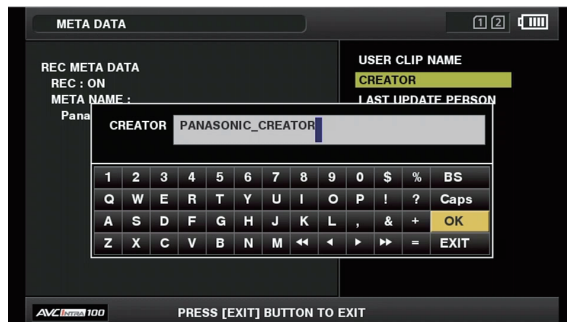 META DATA
1 2
REC META DATA
REC : ON
META NAME :
Pana
USER CLIP NAME
CREATOR
LAST UPDATE PERSON
CREATOR PANASONIC_CREATOR
1 2 3 4 5 6 7 8 9 0 $ % BS
Q W E R T Y U I O P ! ? Caps
A S D F G H J K L , & + OK
Z X C V B N M ◀◀ ◀ ▶ ▶▶ = EXIT
AVC INTRA 100
PRESS [EXIT] BUTTON TO EXIT